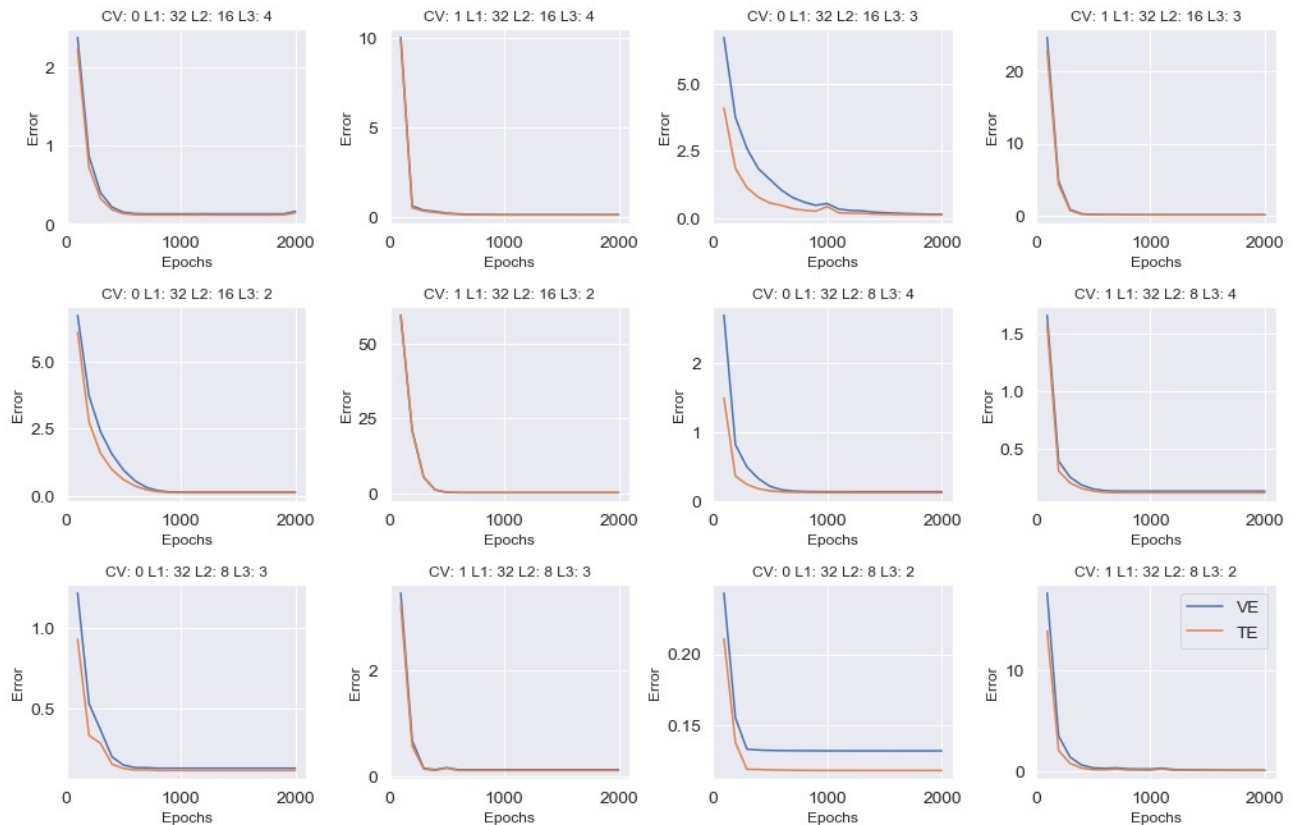 CV: 0 L1: 32 L2: 16 L3: 4
2
1
0
Error
0 1000 2000
Epochs
CV: 1 L1: 32 L2: 16 L3: 4
10
5
0
Error
0 1000 2000
Epochs
CV: 0 L1: 32 L2: 16 L3: 3
5.0
2.5
0.0
Error
0 1000 2000
Epochs
CV: 1 L1: 32 L2: 16 L3: 3
20
10
0
Error
0 1000 2000
Epochs
CV: 0 L1: 32 L2: 16 L3: 2
5.0
2.5
0.0
Error
0 1000 2000
Epochs
CV: 1 L1: 32 L2: 16 L3: 2
50
25
0
Error
0 1000 2000
Epochs
CV: 0 L1: 32 L2: 8 L3: 4
2
1
0
Error
0 1000 2000
Epochs
CV: 1 L1: 32 L2: 8 L3: 4
1.5
1.0
0.5
Error
0 1000 2000
Epochs
CV: 0 L1: 32 L2: 8 L3: 3
1.0
0.5
Error
0 1000 2000
Epochs
CV: 1 L1: 32 L2: 8 L3: 3
2
0
Error
0 1000 2000
Epochs
CV: 0 L1: 32 L2: 8 L3: 2
0.20
0.15
Error
0 1000 2000
Epochs
CV: 1 L1: 32 L2: 8 L3: 2
VE
TE
10
0
Error
0 1000 2000
Epochs